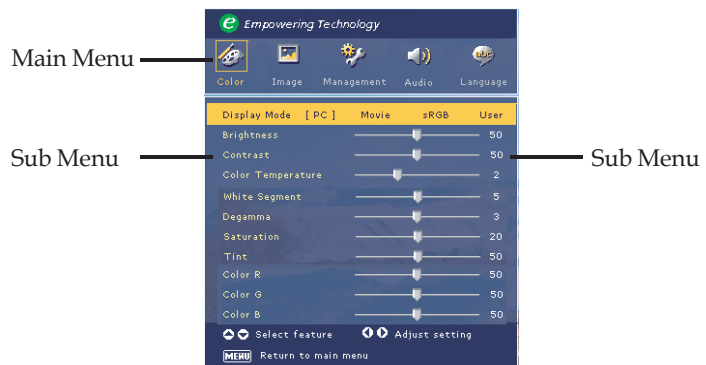 e Empowering Technology
Main Menu
Color Image Management Audio Language
Display Mode [ PC ] Movie sRGB User
Brightness 50
Sub Menu Contrast 50 Sub Menu
Color Temperature 2
White Segment 5
Degamma 3
Saturation 20
Tint 50
Color R 50
Color G 50
Color B 50
Select feature Adjust setting
MENU Return to main menu